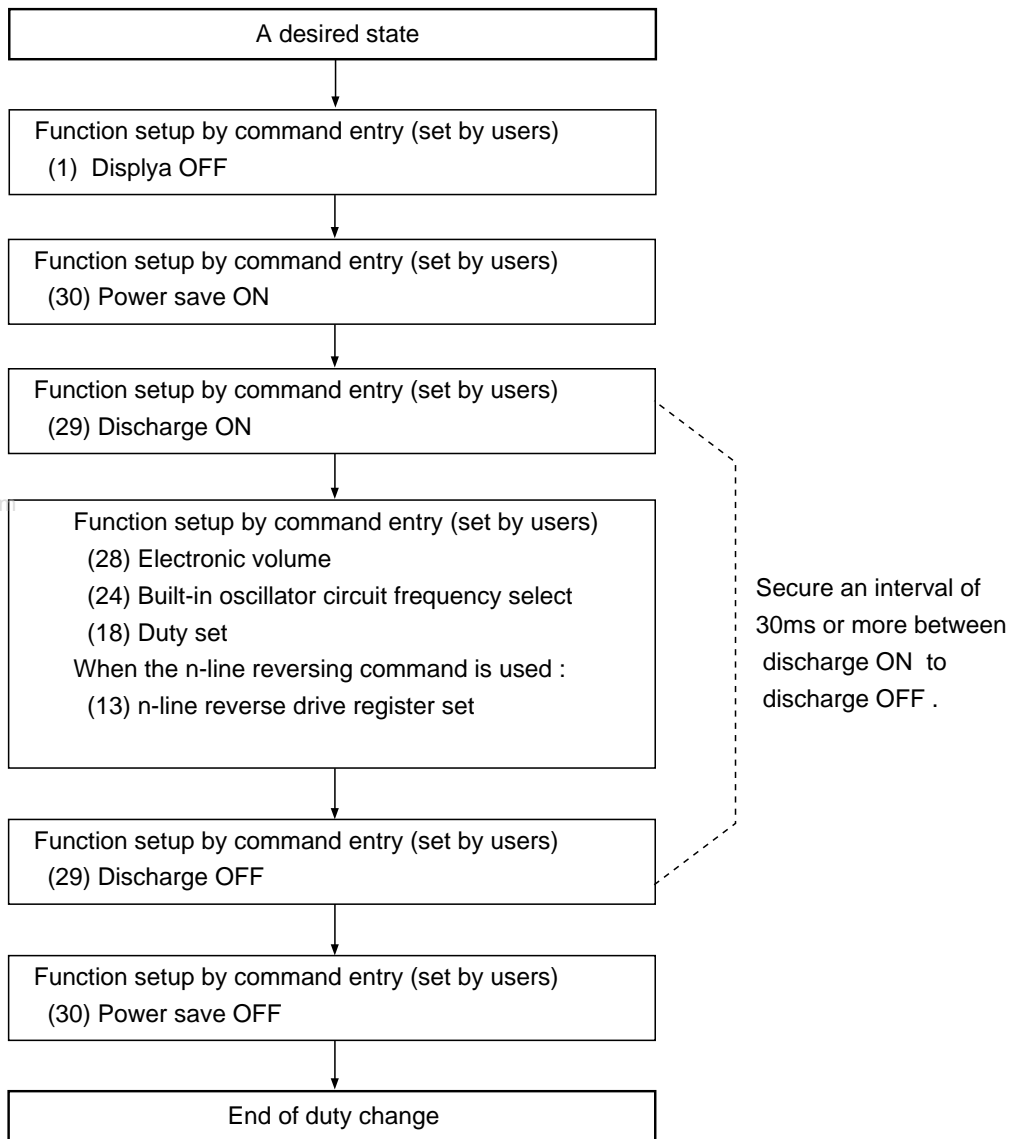 A desired state
Function setup by command entry (set by users)
(1) Displya OFF
Function setup by command entry (set by users)
(30) Power save ON
Function setup by command entry (set by users)
(29) Discharge ON
Function setup by command entry (set by users)
(28) Electronic volume
(24) Built-in oscillator circuit frequency select
(18) Duty set
When the n-line reversing command is used :
(13) n-line reverse drive register set
Secure an interval of
30ms or more between
discharge ON to
discharge OFF .
Function setup by command entry (set by users)
(29) Discharge OFF
Function setup by command entry (set by users)
(30) Power save OFF
End of duty change